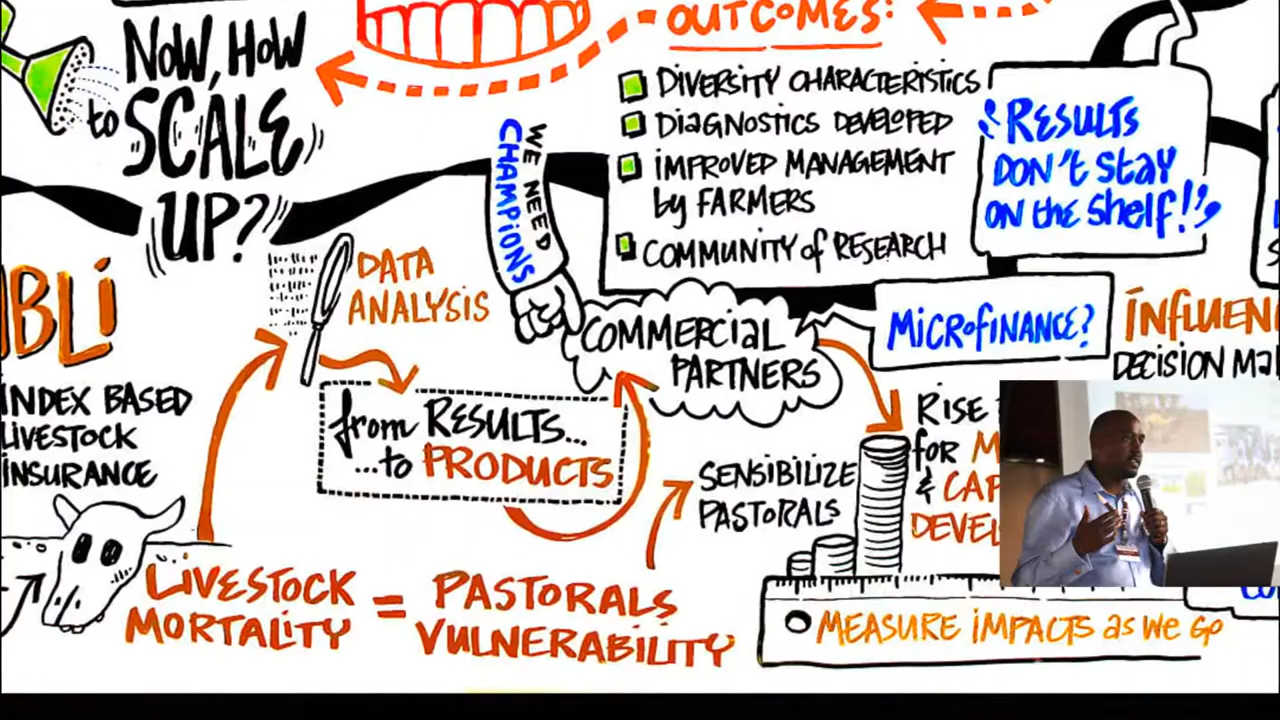 NOW, HOW
to SCALE
UP?
OUTCOMES:
DIVERSITY CHARACTERISTICS
DIAGNOSTICS DEVELOPED
IMPROVED MANAGEMENT
by FARMERS
COMMUNITY of RESEARCH
"RESULTS
DON'T STAY
ON the shelf!!"
WE NEED
CHAMPIONS
DATA
ANALYSIS
COMMERCIAL
PARTNERS
MICROFINANCE?
INFLUEN
DECISION MA
IBLI
INDEX BASED
LIVESTOCK
INSURANCE
from RESULTS...
...to PRODUCTS
SENSIBILIZE
PASTORALS
RISE
for M
& CAP
DEVEL
LIVESTOCK
MORTALITY
=
PASTORALS
VULNERABILITY
MEASURE IMPACTS as WE GO